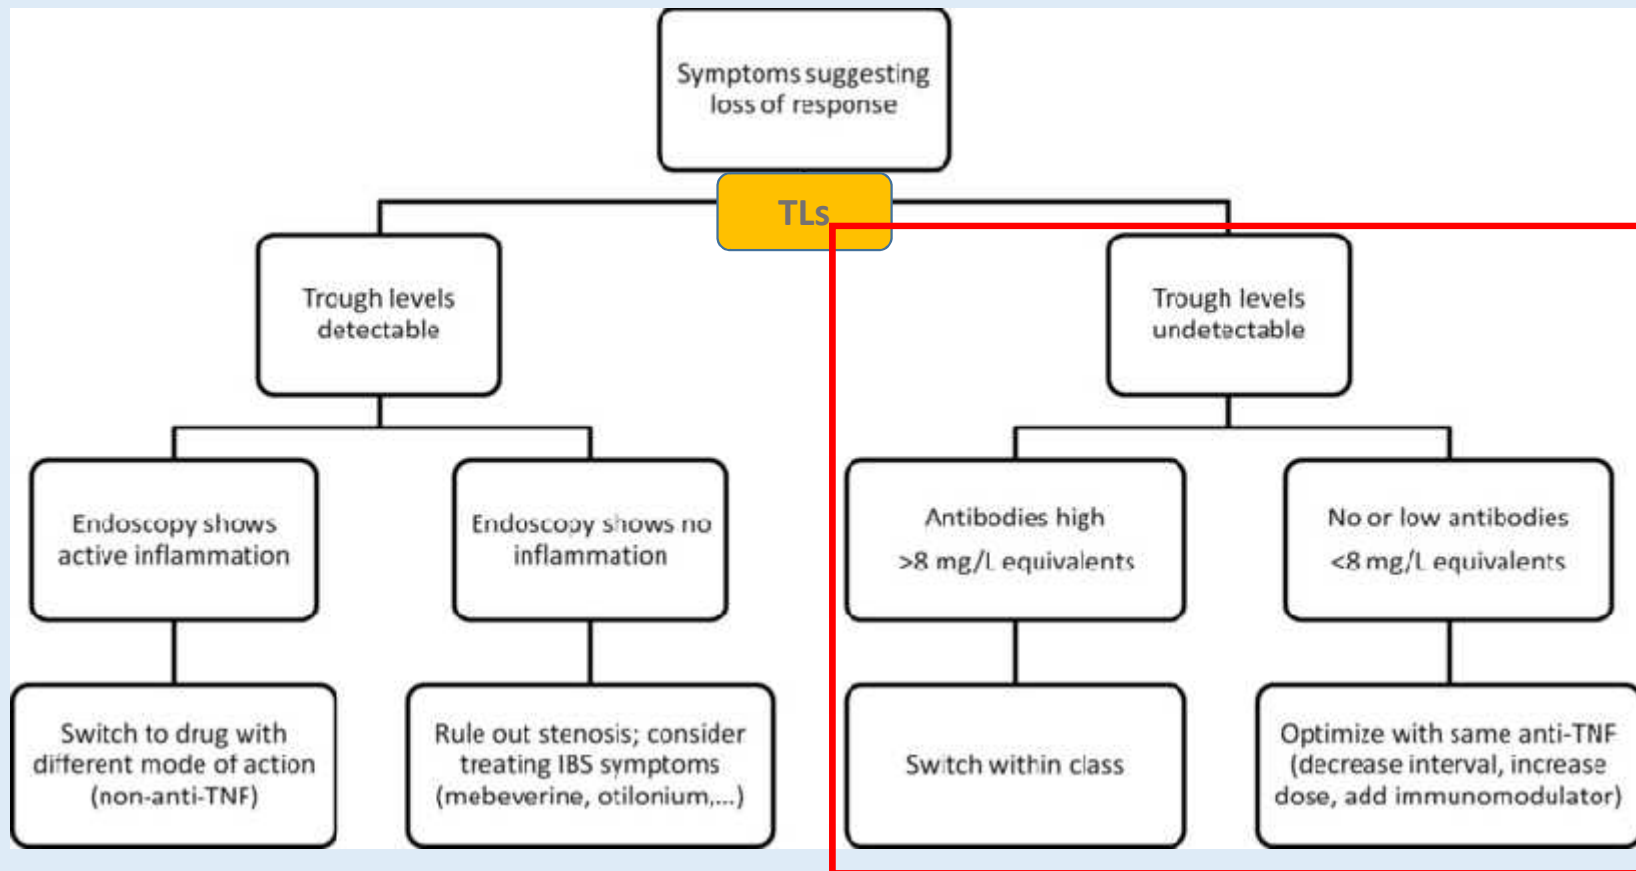 Symptoms suggesting
loss of response
TLs
Trough levels
detectable
Trough levels
undetectable
Endoscopy shows
active inflammation
Endoscopy shows no
inflammation
Antibodies high
>8 mg/L equivalents
No or low antibodies
<8 mg/L equivalents
Switch to drug with
different mode of action
(non-anti-TNF)
Rule out stenosis; consider
treating IBS symptoms
(mebeverine, otilonium,...)
Switch within class
Optimize with same anti-TNF
(decrease interval, increase
dose, add immunomodulator)